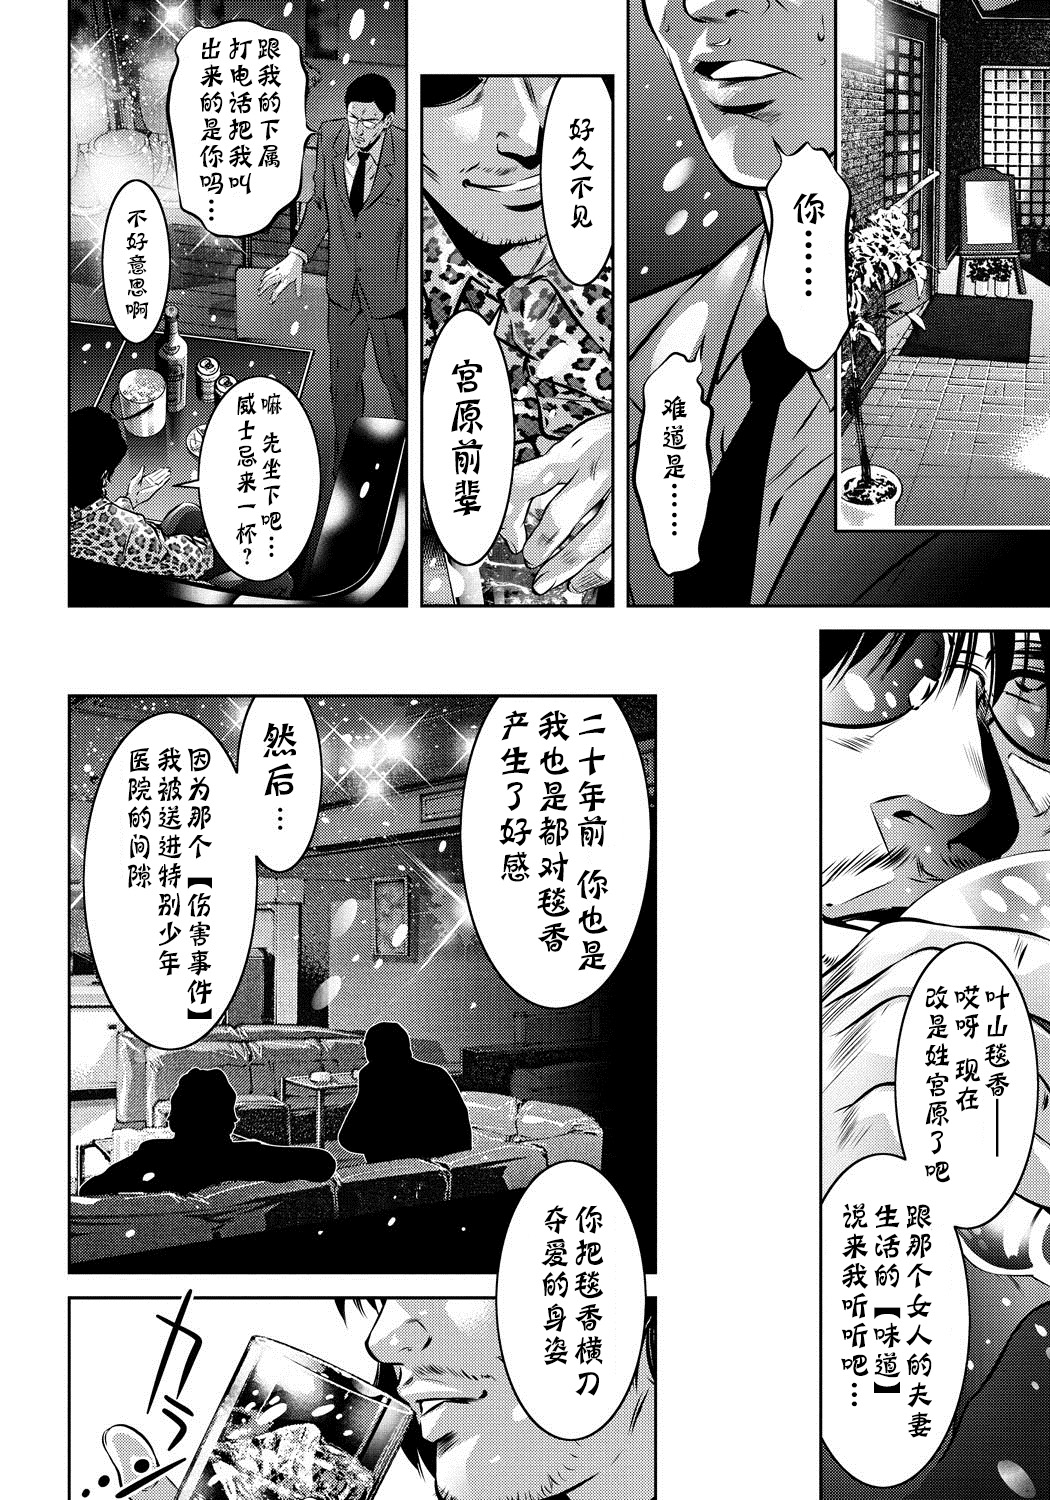 你……
难道是……
好久不见
宫原前辈
跟我的下属
打电话把我叫
出来的是你吗…
不好意思啊
嘛 先坐下吧…
威士忌来一杯？
叶山毯香——
哎呀 现在
改是姓宫原了吧
跟那个女人的夫妻
生活的【味道】
说来我听听吧…
二十年前 你也是
我也是都对毯香
产生了好感
然后…
因为那个【伤害事件】
我被送进特别少年
医院的间隙
你把毯香横刀
夺爱的身姿
カラ…